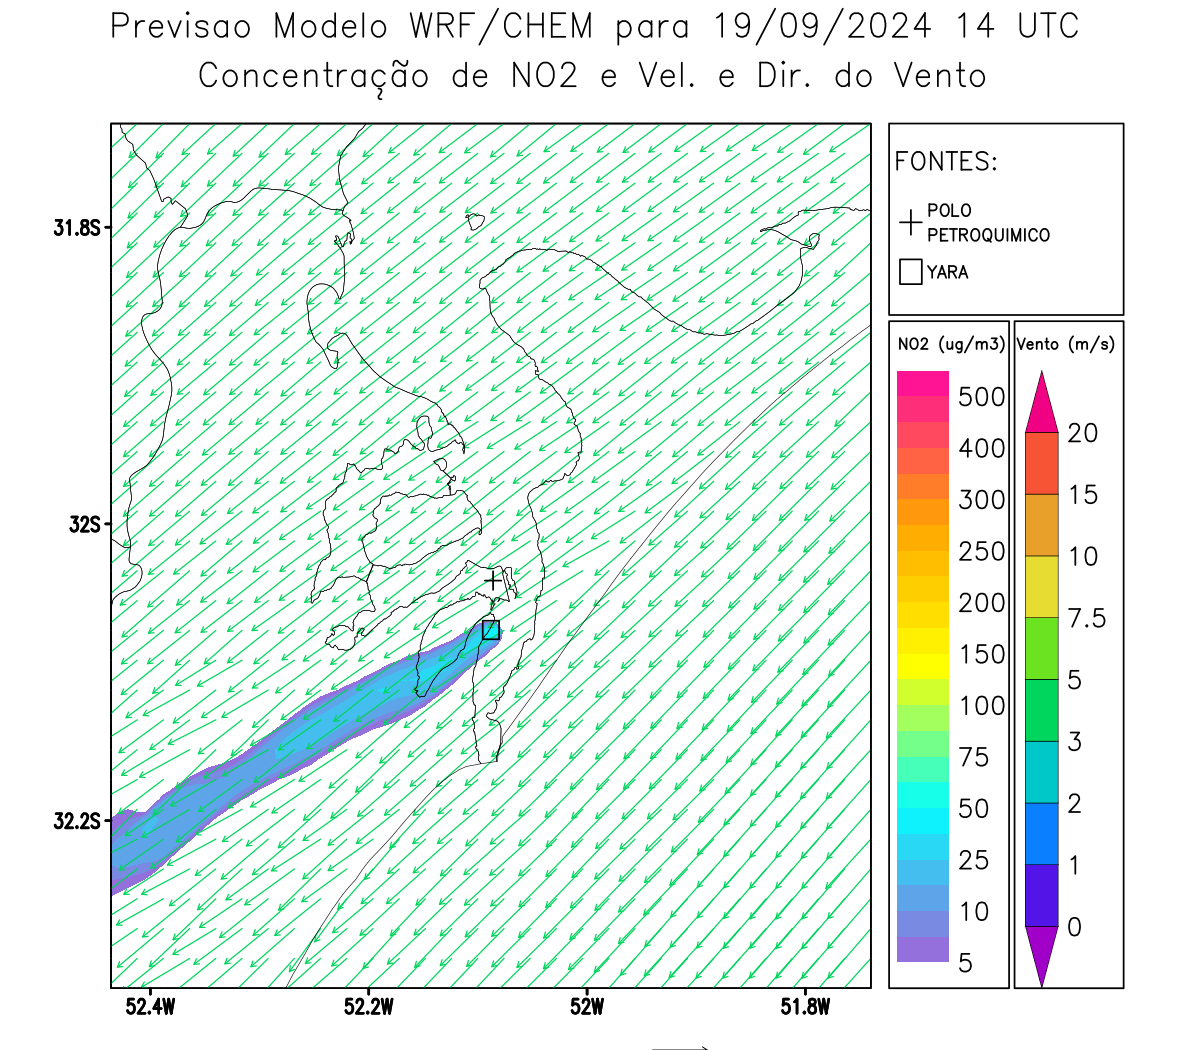 Previsao Modelo WRF/CHEM para 19/09/2024 14 UTC
Concentração de NO2 e Vel. e Dir. do Vento
FONTES:
POLO
PETROQUIMICO
YARA
31.8S
32S
32.2S
52.4W
52.2W
52W
51.8W
NO2 (ug/m3)
500
400
300
250
200
150
100
75
50
25
10
5
Vento (m/s)
20
15
10
7.5
5
3
2
1
0